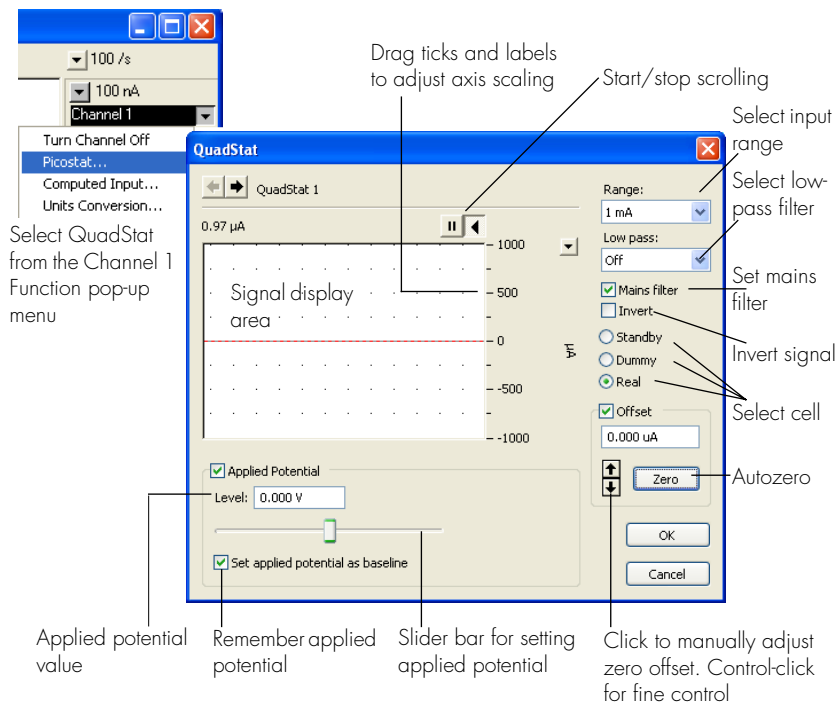 100 /s
100 nA
Channel 1
Turn Channel Off
Picostat...
Computed Input...
Units Conversion...
Select QuadStat
from the Channel 1
Function pop-up
menu
Drag ticks and labels
to adjust axis scaling
Start/stop scrolling
Select input
range
Select low-
pass filter
Set mains
filter
Invert signal
Select cell
Autozero
QuadStat
QuadStat 1
0.97 µA
Signal display
area
1000
500
0
-500
-1000
µA
Range:
1 mA
Low pass:
Off
Mains filter
Invert
Standby
Dummy
Real
Offset
0.000 uA
Zero
OK
Cancel
Applied Potential
Level: 0.000 V
Set applied potential as baseline
Applied potential
value
Remember applied
potential
Slider bar for setting
applied potential
Click to manually adjust
zero offset. Control-click
for fine control